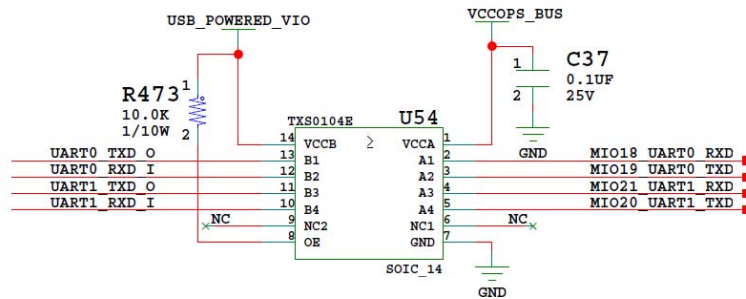 USB_POWERED_VIO
VCCOPS_BUS
1
R473
10.0K
1/10W
2
1
C37
0.1UF
25V
2
GND
TXS0104E
U54
14 VCCB ≥ VCCA 1
UART0_TXD_O 13 B1 A1 2 MIO18_UART0_RXD
UART0_RXD_I 12 B2 A2 3 MIO19_UART0_TXD
UART1_TXD_O 11 B3 A3 4 MIO21_UART1_RXD
UART1_RXD_I 10 B4 A4 5 MIO20_UART1_TXD
NC 9 NC2 NC1 6 NC
8 OE GND 7
SOIC_14
GND